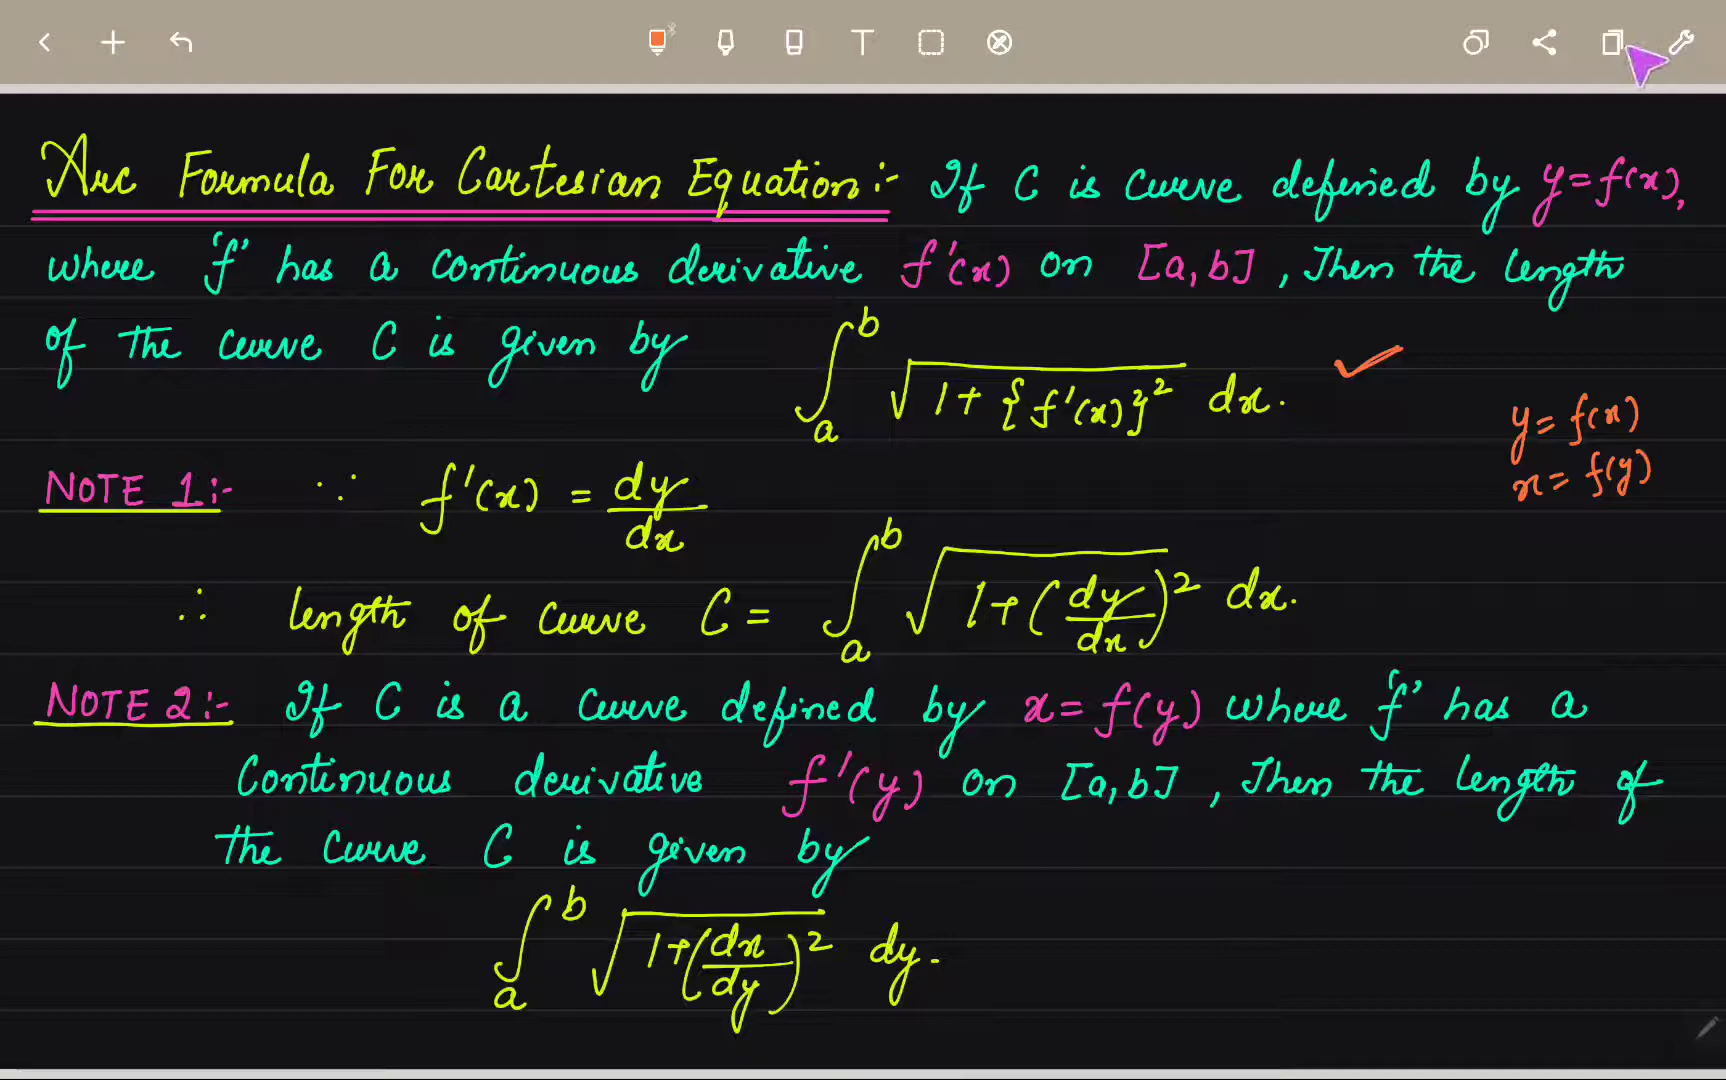 Arc Formula For Cartesian Equation:- If C is curve defined by y=f(x),
where 'f' has a continuous derivative f'(x) on [a,b], Then the length
of the curve C is given by ∫_a^b √(1+{f'(x)}²) dx. ✓
y=f(x)
x=f(y)
NOTE 1:- ∵ f'(x) = dy/dx
∴ length of curve C = ∫_a^b √(1+(dy/dx)²) dx.
NOTE 2:- If C is a curve defined by x=f(y) where 'f' has a
continuous derivative f'(y) on [a,b], Then the length of
the curve C is given by
∫_a^b √(1+(dx/dy)²) dy.